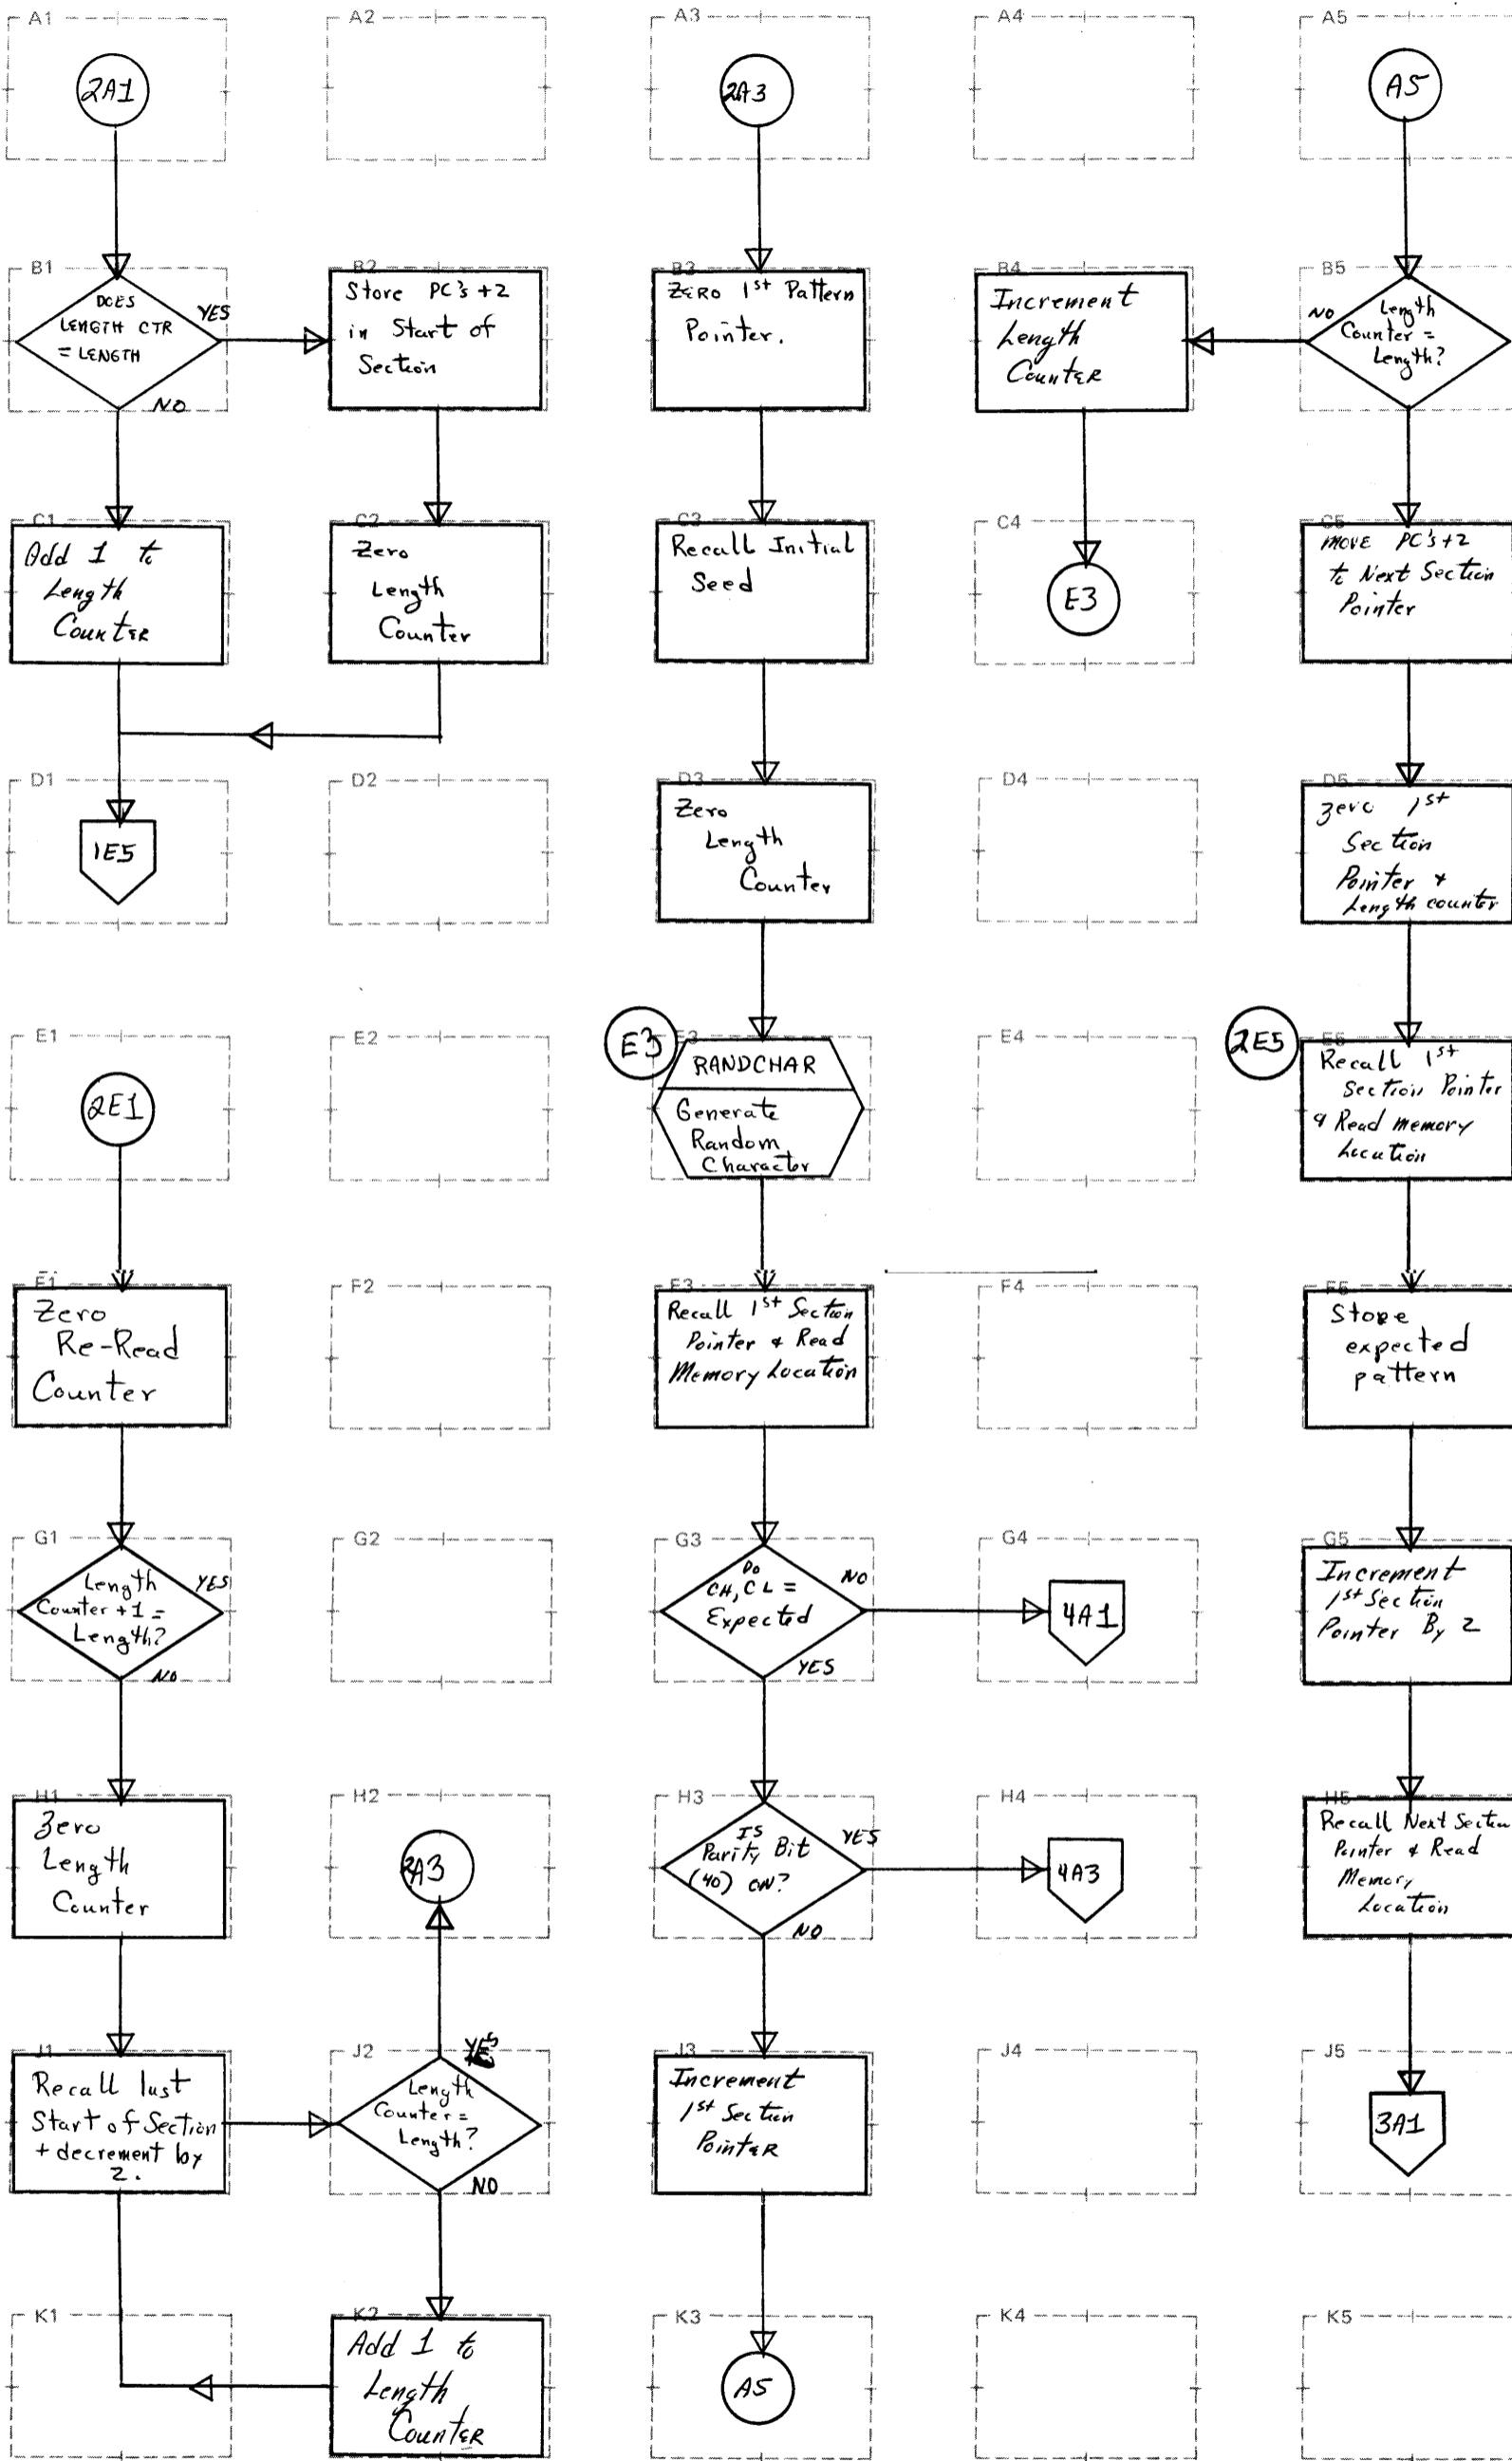 A1
2A1
A2
A3
2A3
A4
A5
A5
B1
DOES
LENGTH CTR
= LENGTH
YES
NO
B2
Store PC's +2
in Start of
Section
B3
ZERO 1st Pattern
Pointer.
B4
Increment
Length
Counter
B5
NO
Length
Counter =
Length?
C1
Add 1 to
Length
Counter
C2
Zero
Length
Counter
C3
Recall Initial
Seed
C4
E3
C5
MOVE PC's+2
to Next Section
Pointer
D1
1E5
D2
D3
Zero
Length
Counter
D4
D5
Zero 1st
Section
Pointer +
Length counter
E1
2E1
E2
E3
E3
RANDCHAR
Generate
Random
Character
E4
2E5
E5
Recall 1st
Section Pointer
& Read Memory
Location
F1
Zero
Re-Read
Counter
F2
F3
Recall 1st Section
Pointer & Read
Memory Location
F4
F5
Store
expected
pattern
G1
Length
Counter +1 =
Length?
YES
NO
G2
G3
DO
CH, CL =
Expected
NO
YES
G4
4A1
G5
Increment
1st Section
Pointer By 2
H1
Zero
Length
Counter
H2
2A3
H3
IS
Parity Bit
(40) ON?
YES
NO
H4
4A3
H5
Recall Next Section
Pointer & Read
Memory
Location
J1
Recall last
Start of Section
+ decrement by
2.
J2
YES
Length
Counter =
Length?
NO
J3
Increment
1st Section
Pointer
J4
J5
3A1
K1
K2
Add 1 to
Length
Counter
K3
A5
K4
K5